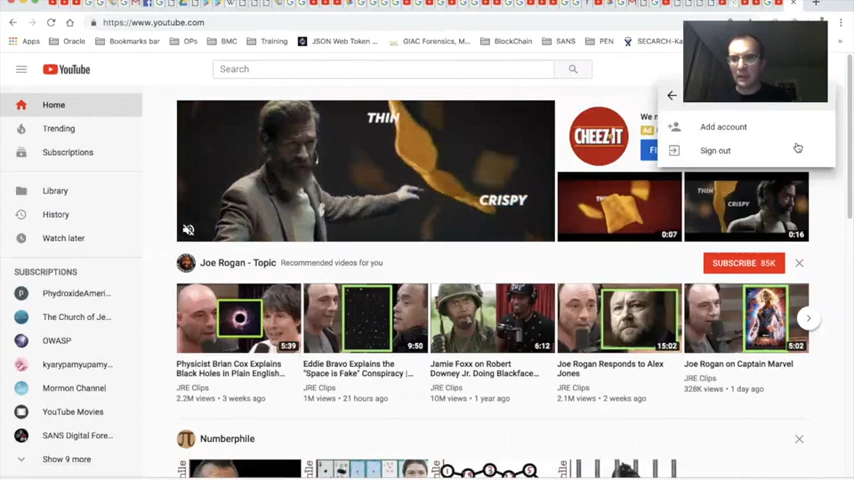 https://www.youtube.com
Apps
Oracle
Bookmarks bar
OPs
BMC
Training
JSON Web Token ...
GIAC Forensics, M...
BlockChain
SANS
PEN
SECARCH-Ka
YouTube
Search
Add account
Sign out
Home
Trending
Subscriptions
Library
History
Watch later
SUBSCRIPTIONS
PhydroxideAmeri...
The Church of Je...
OWASP
kyarypamyupamy...
Mormon Channel
YouTube Movies
SANS Digital Fore...
Show 9 more
THIN
CRISPY
CHEEZ-IT
We m
Ad
FI
0:07
THIN
0:16
Joe Rogan - Topic
Recommended videos for you
SUBSCRIBE 85K
5:39
9:50
6:12
15:02
5:02
Physicist Brian Cox Explains
Black Holes in Plain English...
JRE Clips
2.2M views • 3 weeks ago
Eddie Bravo Explains the
"Space is Fake" Conspiracy |...
JRE Clips
1M views • 21 hours ago
Jamie Foxx on Robert
Downey Jr. Doing Blackface...
JRE Clips
10M views • 1 year ago
Joe Rogan Responds to Alex
Jones
JRE Clips
2.1M views • 2 weeks ago
Joe Rogan on Captain Marvel
JRE Clips
328K views • 1 day ago
Numberphile